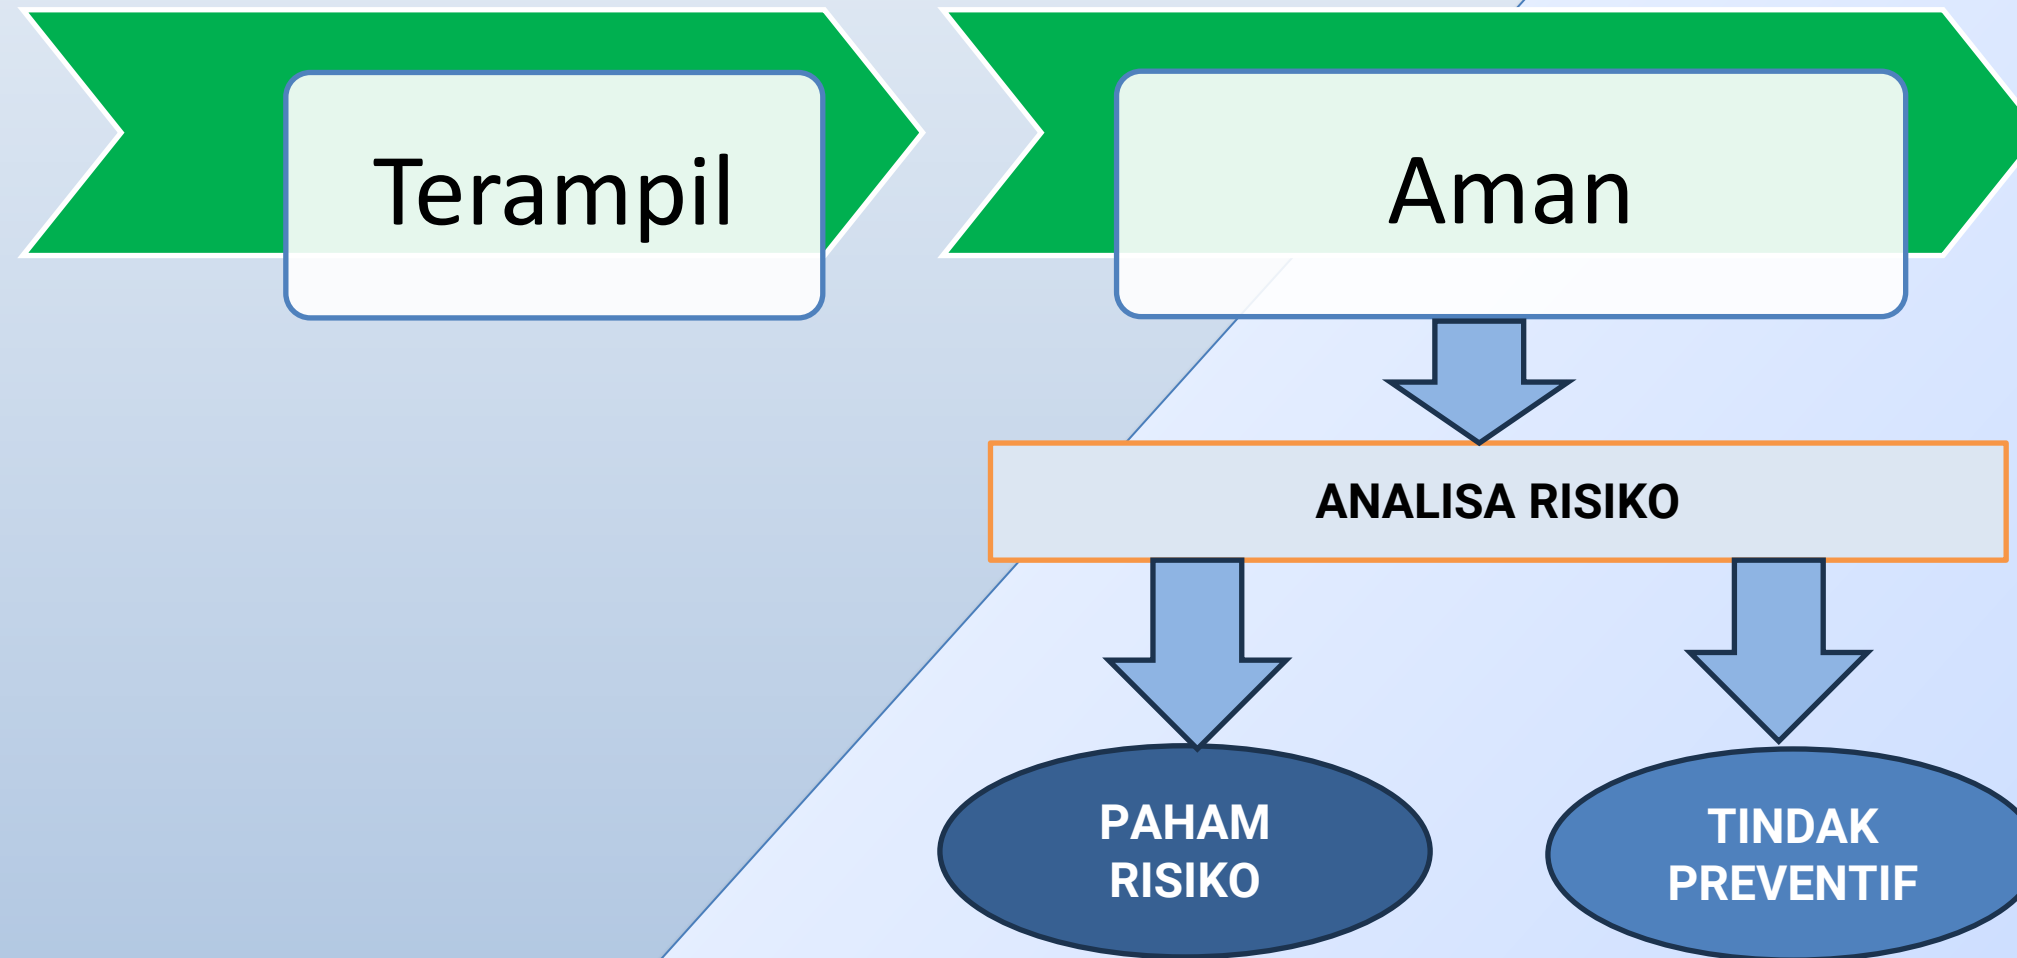 Terampil
Aman
ANALISA RISIKO
PAHAM
RISIKO
TINDAK
PREVENTIF